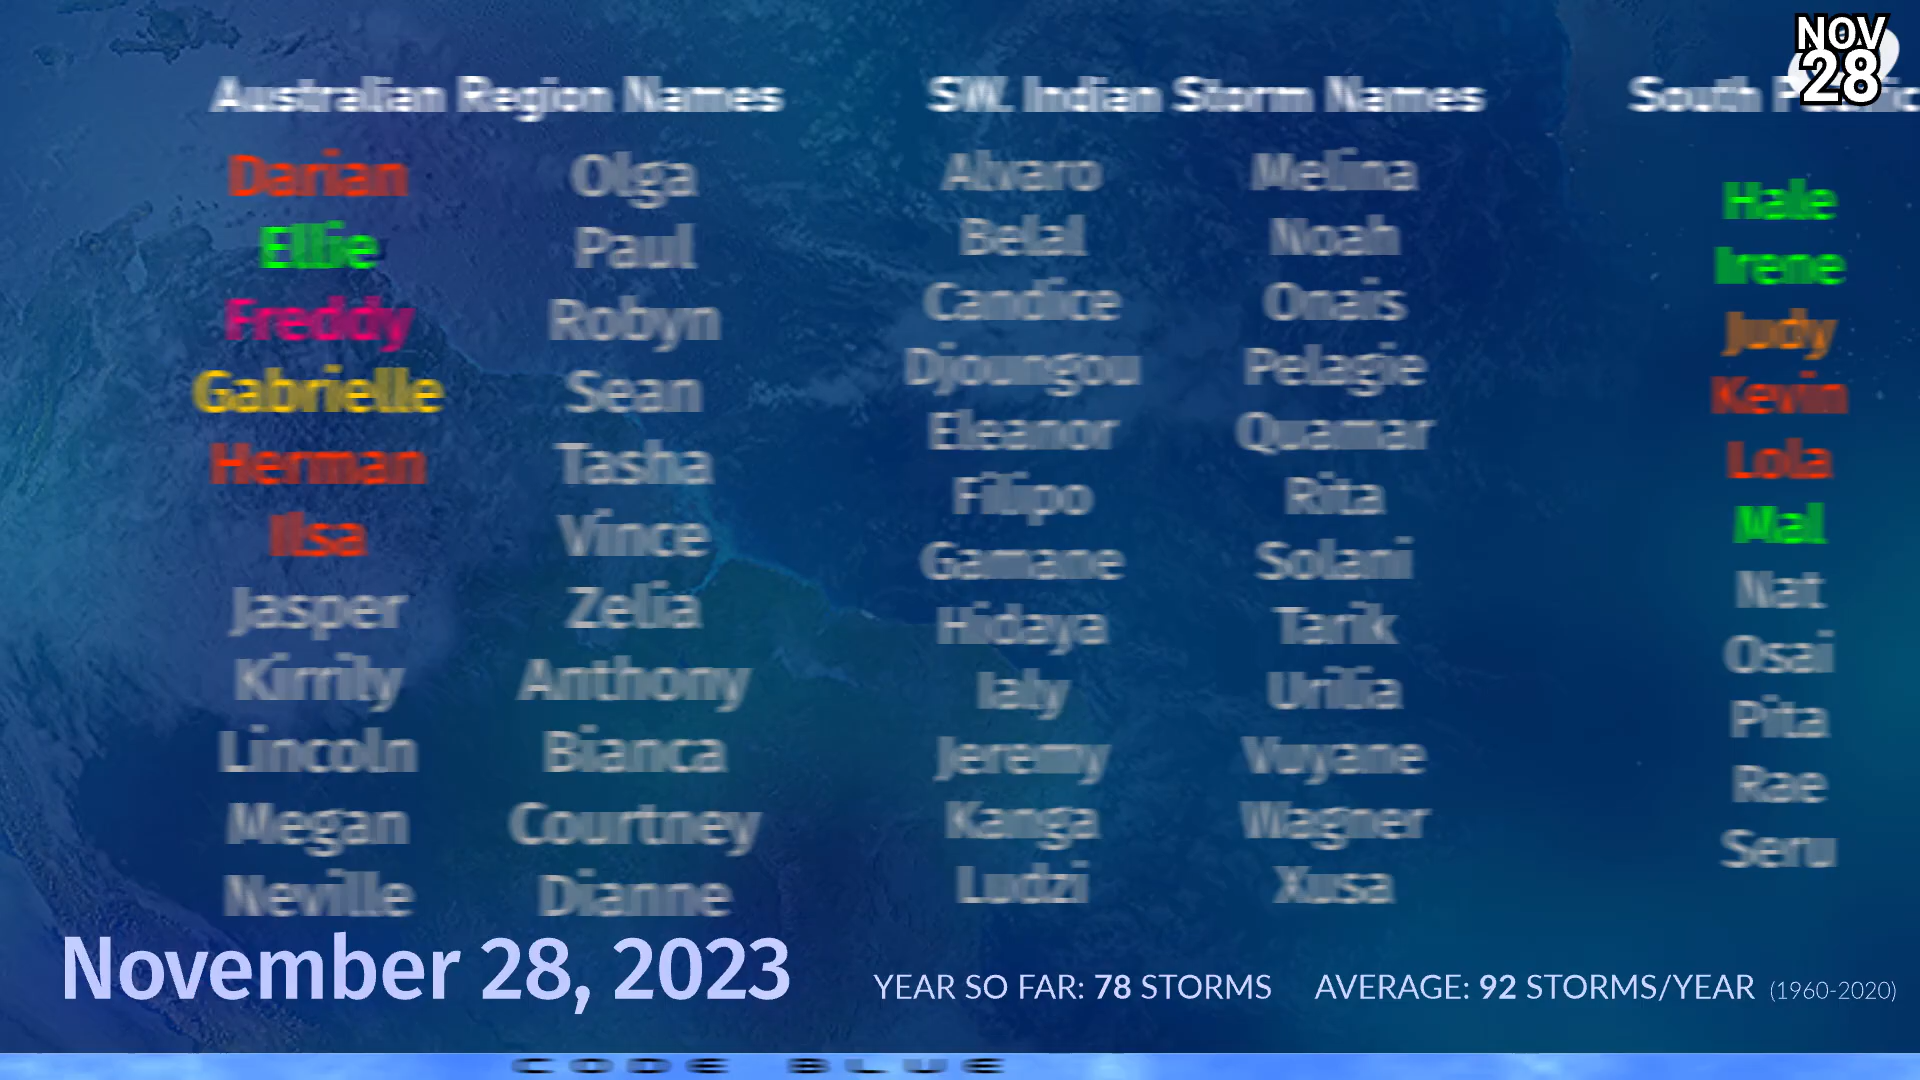 NOV
28
Australian Region Names
SW. Indian Storm Names
South
Darian
Ellie
Freddy
Gabrielle
Herman
Ilsa
Jasper
Kirrily
Lincoln
Megan
Neville
Olga
Paul
Robyn
Sean
Tasha
Vince
Zelia
Anthony
Bianca
Courtney
Dianne
Alvaro
Belal
Candice
Djoungou
Eleanor
Filipo
Gamane
Hidaya
Ialy
Jeremy
Kanga
Ludzi
Melina
Noah
Onais
Pelagie
Quamar
Rita
Solani
Tarik
Urilia
Vuyane
Wagner
Xusa
Hale
Irene
Judy
Kevin
Lola
Mal
Nat
Osai
Pita
Rae
Seru
November 28, 2023
YEAR SO FAR: 78 STORMS
AVERAGE: 92 STORMS/YEAR (1960-2020)
CODE BLUE